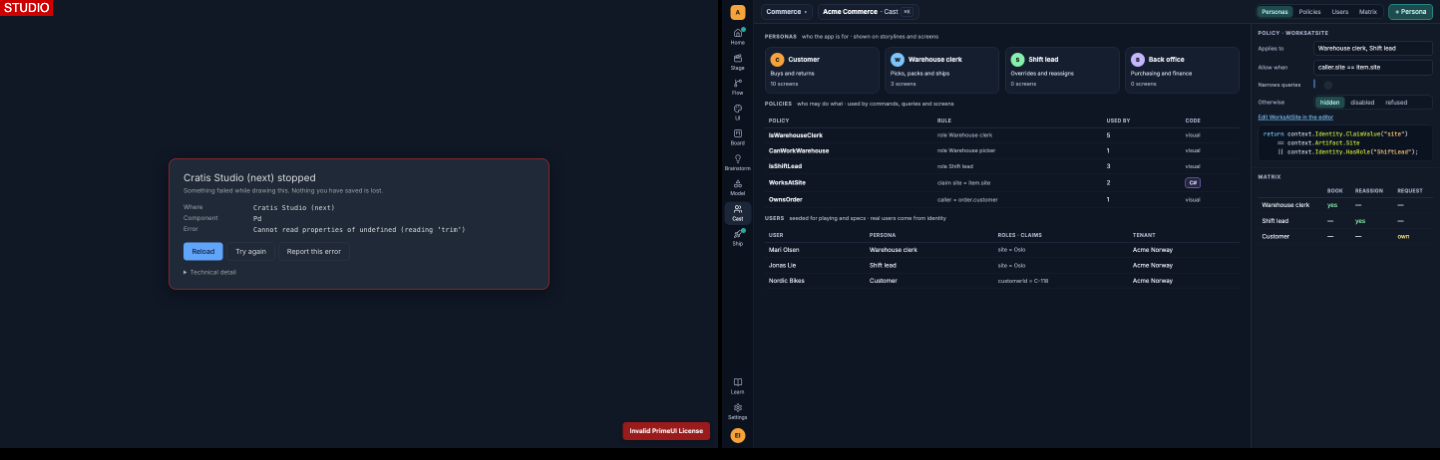 STUDIO
Cratis Studio (next) stopped
Something failed while drawing this. Nothing you have saved is lost.
Where Cratis Studio (next)
Component Pd
Error Cannot read properties of undefined (reading 'trim')
Reload Try again Report this error
▸ Technical detail
Invalid PrimeUI License
A
Home
Stage
Flow
UI
Board
Brainstorm
Model
Cast
Ship
Learn
Settings
EI
Commerce
Acme Commerce · Cast
Personas Policies Users Matrix + Persona
PERSONAS who the app is for · shown on storylines and screens
C Customer
Buys and returns
10 screens
W Warehouse clerk
Picks, packs and ships
3 screens
S Shift lead
Overrides and reassigns
0 screens
B Back office
Purchasing and finance
0 screens
POLICIES who may do what · used by commands, queries and screens
POLICY RULE USED BY CODE
IsWarehouseClerk role Warehouse clerk 5 visual
CanWorkWarehouse role Warehouse picker 1 visual
IsShiftLead role Shift lead 3 visual
WorksAtSite claim site = item.site 2 C#
OwnsOrder caller = order.customer 1 visual
USERS seeded for playing and specs · real users come from identity
USER PERSONA ROLES · CLAIMS TENANT
Mari Olsen Warehouse clerk site = Oslo Acme Norway
Jonas Lie Shift lead site = Oslo Acme Norway
Nordic Bikes Customer customerId = C-118 Acme Norway
POLICY · WORKSATSITE
Applies to Warehouse clerk, Shift lead
Allow when caller.site == item.site
Narrows queries
Otherwise hidden disabled refused
Edit WorksAtSite in the editor
return context.Identity.ClaimValue("site")
== context.Artifact.Site
|| context.Identity.HasRole("ShiftLead");
MATRIX
BOOK REASSIGN REQUEST
Warehouse clerk yes — —
Shift lead — yes —
Customer — — own